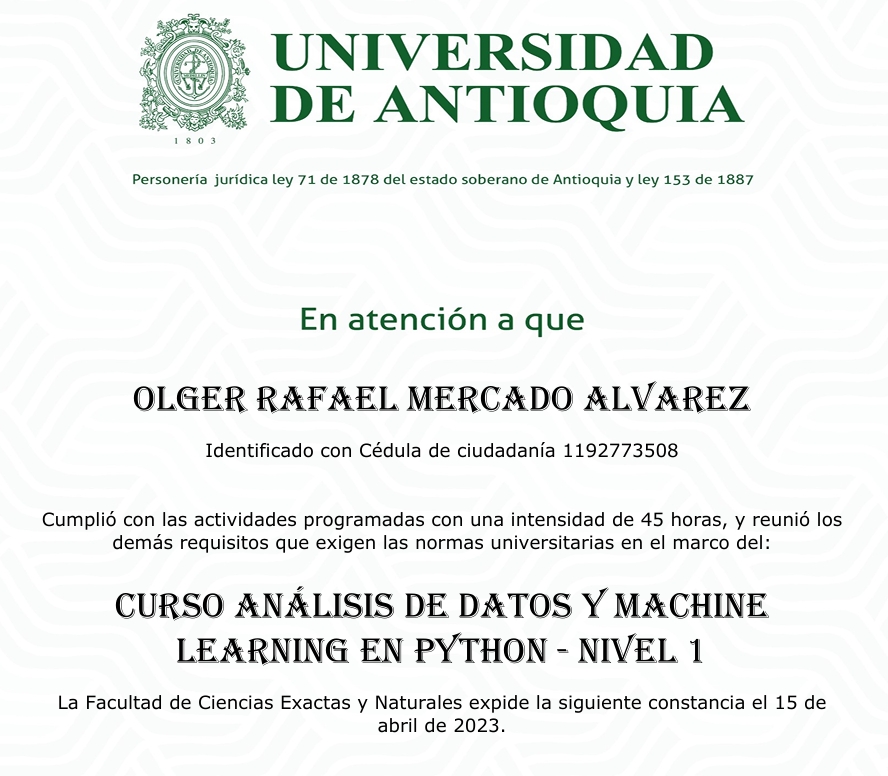 UNIVERSIDAD
DE ANTIOQUIA
1803
Personería jurídica ley 71 de 1878 del estado soberano de Antioquia y ley 153 de 1887
En atención a que
OLGER RAFAEL MERCADO ALVAREZ
Identificado con Cédula de ciudadanía 1192773508
Cumplió con las actividades programadas con una intensidad de 45 horas, y reunió los
demás requisitos que exigen las normas universitarias en el marco del:
CURSO ANÁLISIS DE DATOS Y MACHINE
LEARNING EN PYTHON - NIVEL 1
La Facultad de Ciencias Exactas y Naturales expide la siguiente constancia el 15 de
abril de 2023.